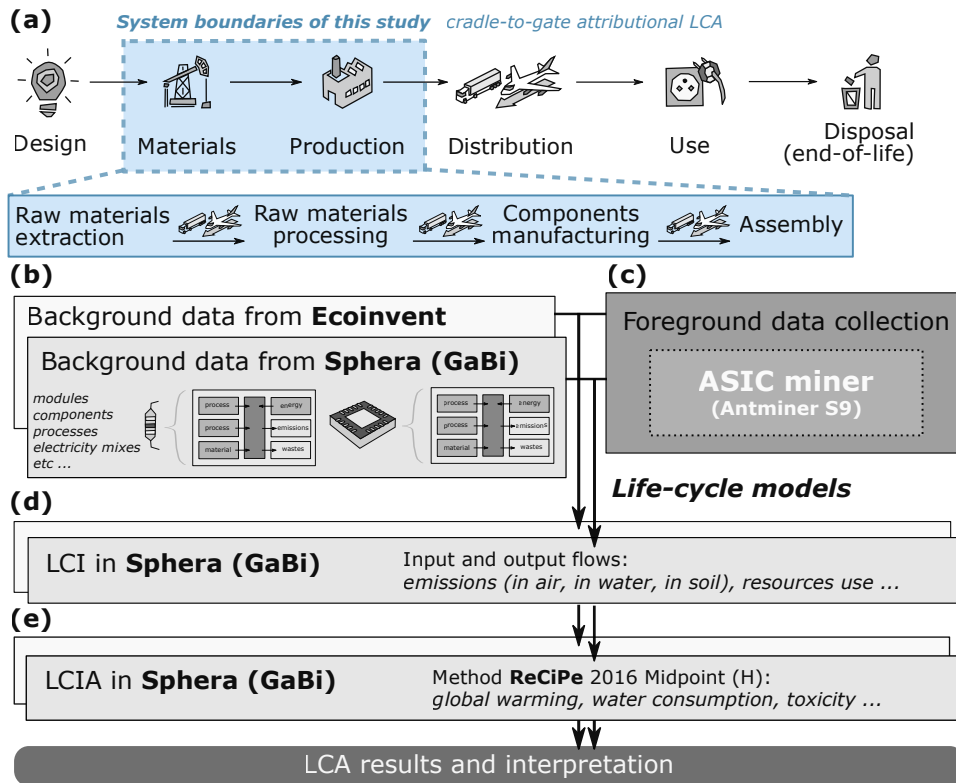 (a)
System boundaries of this study cradle-to-gate attributional LCA
Design
Materials
Production
Distribution
Use
Disposal
(end-of-life)
Raw materials
extraction
Raw materials
processing
Components
manufacturing
Assembly
(b)
Background data from Ecoinvent
Background data from Sphera (GaBi)
modules
components
processes
electricity mixes
etc ...
process
energy
process
emissions
material
wastes
process
energy
process
emissions
material
wastes
(c)
Foreground data collection
ASIC miner
(Antminer S9)
Life-cycle models
(d)
LCI in Sphera (GaBi)
Input and output flows:
emissions (in air, in water, in soil), resources use ...
(e)
LCIA in Sphera (GaBi)
Method ReCiPe 2016 Midpoint (H):
global warming, water consumption, toxicity ...
LCA results and interpretation